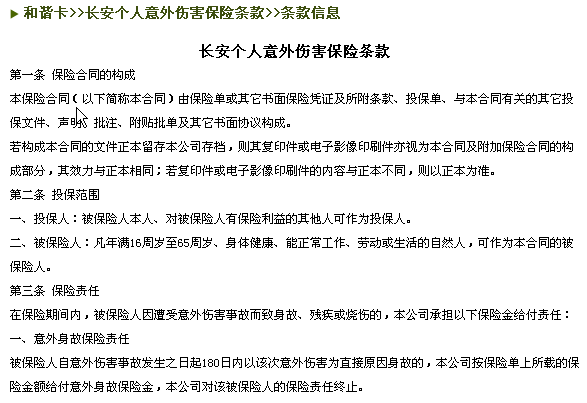 ▶ 和谐卡>>长安个人意外伤害保险条款>>条款信息
长安个人意外伤害保险条款
第一条 保险合同的构成
本保险合同（以下简称本合同）由保险单或其它书面保险凭证及所附条款、投保单、与本合同有关的其它投
保文件、声明、批注、附贴批单及其它书面协议构成。
若构成本合同的文件正本留存本公司存档，则其复印件或电子影像印刷件亦视为本合同及附加保险合同的构
成部分，其效力与正本相同；若复印件或电子影像印刷件的内容与正本不同，则以正本为准。
第二条 投保范围
一、投保人：被保险人本人、对被保险人有保险利益的其他人可作为投保人。
二、被保险人：凡年满16周岁至65周岁、身体健康、能正常工作、劳动或生活的自然人，可作为本合同的被
保险人。
第三条 保险责任
在保险期间内，被保险人因遭受意外伤害事故而致身故、残疾或烧伤的，本公司承担以下保险金给付责任：
一、意外身故保险责任
被保险人自意外伤害事故发生之日起180日内以该次意外伤害为直接原因身故的，本公司按保险单上所载的保
险金额给付意外身故保险金，本公司对该被保险人的保险责任终止。